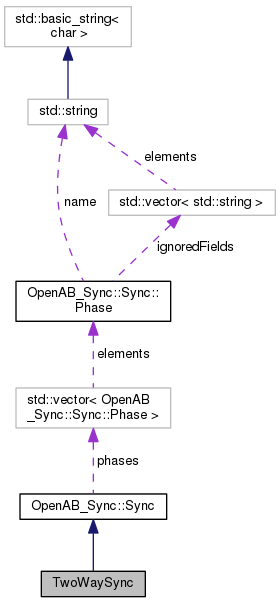 std::basic_string<
char >
std::string
elements
name
std::vector< std::string >
ignoredFields
OpenAB_Sync::Sync::
Phase
elements
std::vector< OpenAB
_Sync::Sync::Phase >
phases
OpenAB_Sync::Sync
TwoWaySync